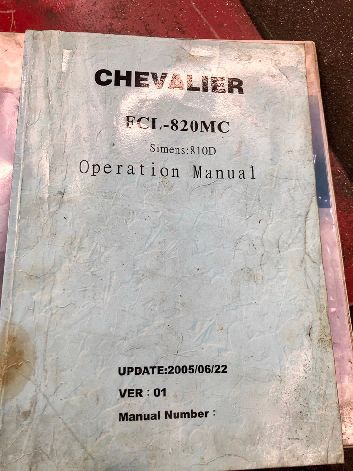 CHEVALIER
FCL-820MC
Simens:810D
Operation Manual
UPDATE:2005/06/22
VER : 01
Manual Number :